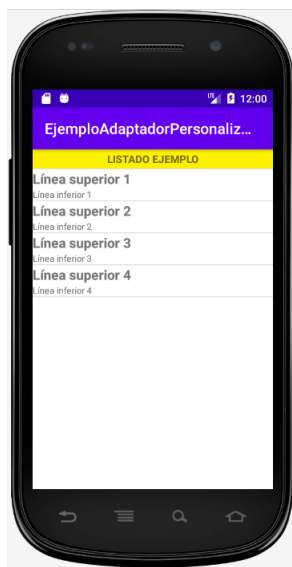 LTE 12:00
EjemploAdaptadorPersonaliz...
LISTADO EJEMPLO
Línea superior 1
Línea inferior 1
Línea superior 2
Línea inferior 2
Línea superior 3
Línea inferior 3
Línea superior 4
Línea inferior 4